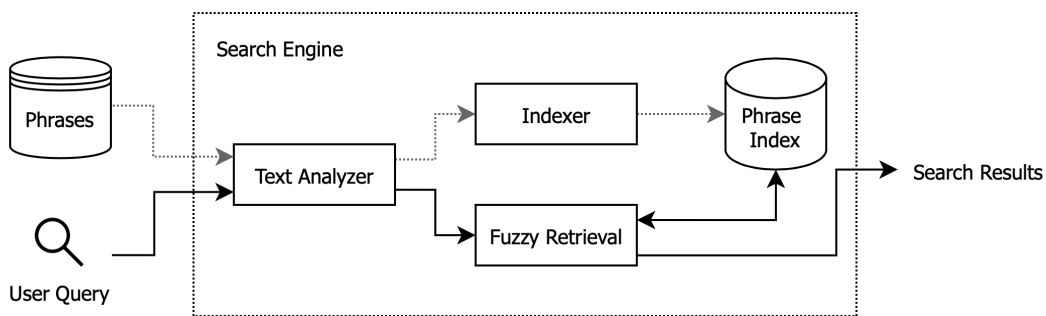 Search Engine
Phrases
Indexer
Phrase
Index
Text Analyzer
Search Results
Fuzzy Retrieval
User Query